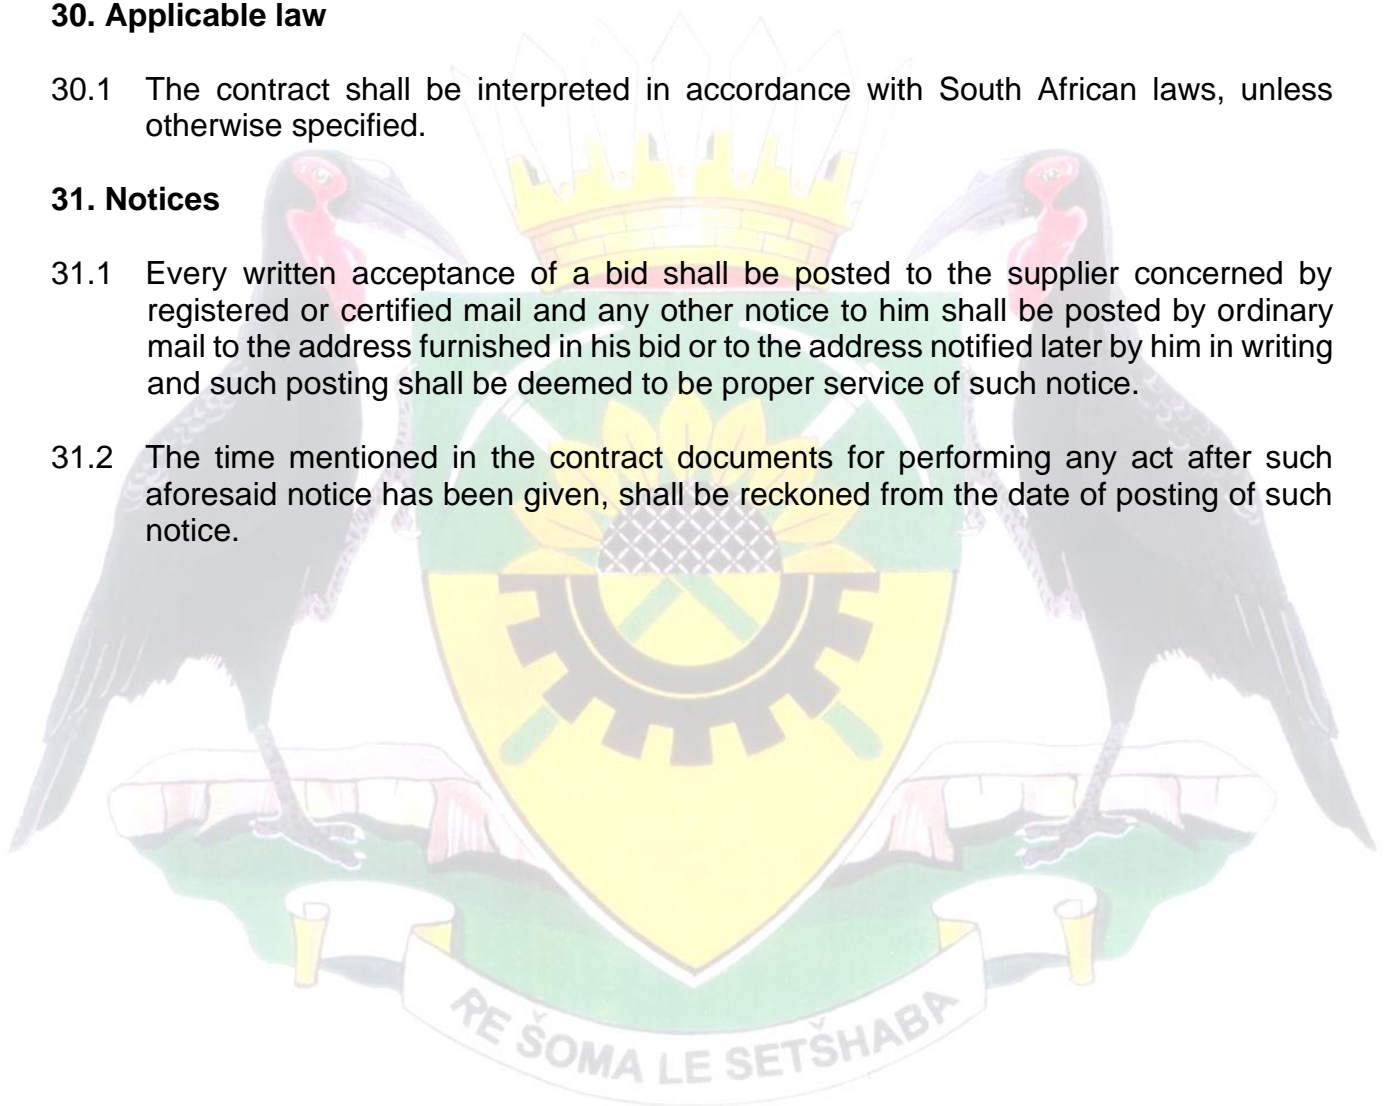 30. Applicable law
30.1 The contract shall be interpreted in accordance with South African laws, unless
otherwise specified.
31. Notices
31.1 Every written acceptance of a bid shall be posted to the supplier concerned by
registered or certified mail and any other notice to him shall be posted by ordinary
mail to the address furnished in his bid or to the address notified later by him in writing
and such posting shall be deemed to be proper service of such notice.
31.2 The time mentioned in the contract documents for performing any act after such
aforesaid notice has been given, shall be reckoned from the date of posting of such
notice.
RE ŠOMA LE SETŠHABA